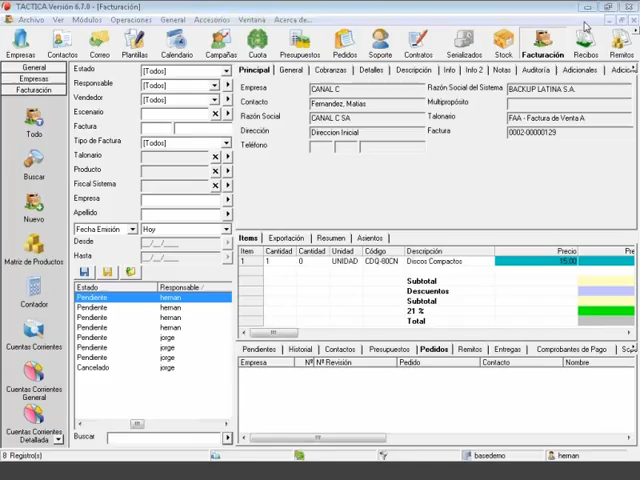 TACTICA Versión 6.7.0 - [Facturación]
Archivo Ver Módulos Operaciones General Accesorios Ventana Acerca de...
Empresas Contactos Correo Plantillas Calendario Campañas Cuota Presupuestos Pedidos Soporte Contratos Serializados Stock Facturación Recibos Remitos
General
Empresas
Facturación
Todo
Buscar
Nuevo
Matriz de Productos
Contador
Cuentas Corrientes
Cuentas Corrientes General
Cuentas Corrientes Detallada
Estado [Todos]
Responsable [Todos]
Vendedor [Todos]
Escenario
Factura
Tipo de Factura [Todos]
Talonario
Producto
Fiscal Sistema
Empresa
Apellido
Fecha Emisión Hoy
Desde __/__/____
Hasta __/__/____
Estado Responsable
Pendiente hernan
Pendiente hernan
Pendiente hernan
Pendiente hernan
Pendiente jorge
Pendiente jorge
Pendiente jorge
Cancelado jorge
Buscar
Principal General Cobranzas Detalles Descripción Info Info 2 Notas Auditoría Adicionales
Empresa CANAL C
Contacto Fernandez, Matias
Razón Social CANAL C SA
Dirección Direccion Inicial
Teléfono
Razón Social del Sistema BACKUP LATINA S.A.
Multipropósito
Talonario FAA - Factura de Venta A
Factura 0002-00000129
Items Exportación Resumen Asientos
Item Cantidad Cantidad Unidad Código Descripción Precio
1 1 0 UNIDAD CDQ-80CN Discos Compactos 15.00
Subtotal
Descuentos
Subtotal
21 %
Total
Pendientes Historial Contactos Presupuestos Pedidos Remitos Entregas Comprobantes de Pago
Empresa Nº Nº Revisión Pedido Contacto Nombre
8 Registro(s) basedemo hernan